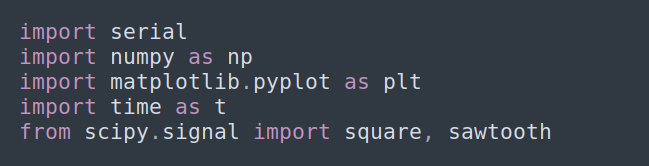 import serial
import numpy as np
import matplotlib.pyplot as plt
import time as t
from scipy.signal import square, sawtooth